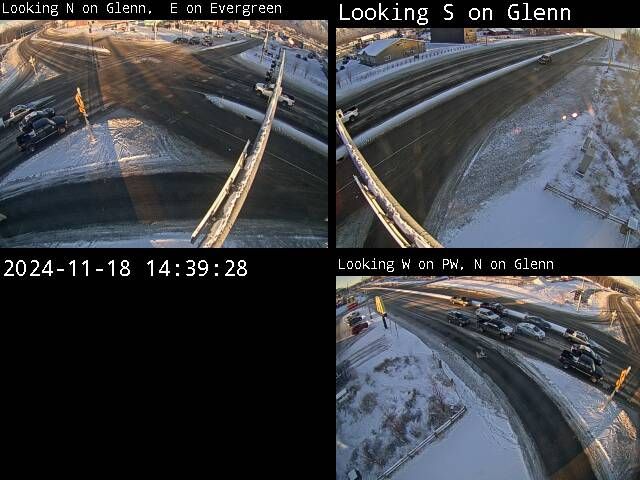 Looking N on Glenn,  E on Evergreen
Looking S on Glenn
2024-11-18 14:39:28
Looking W on PW, N on Glenn